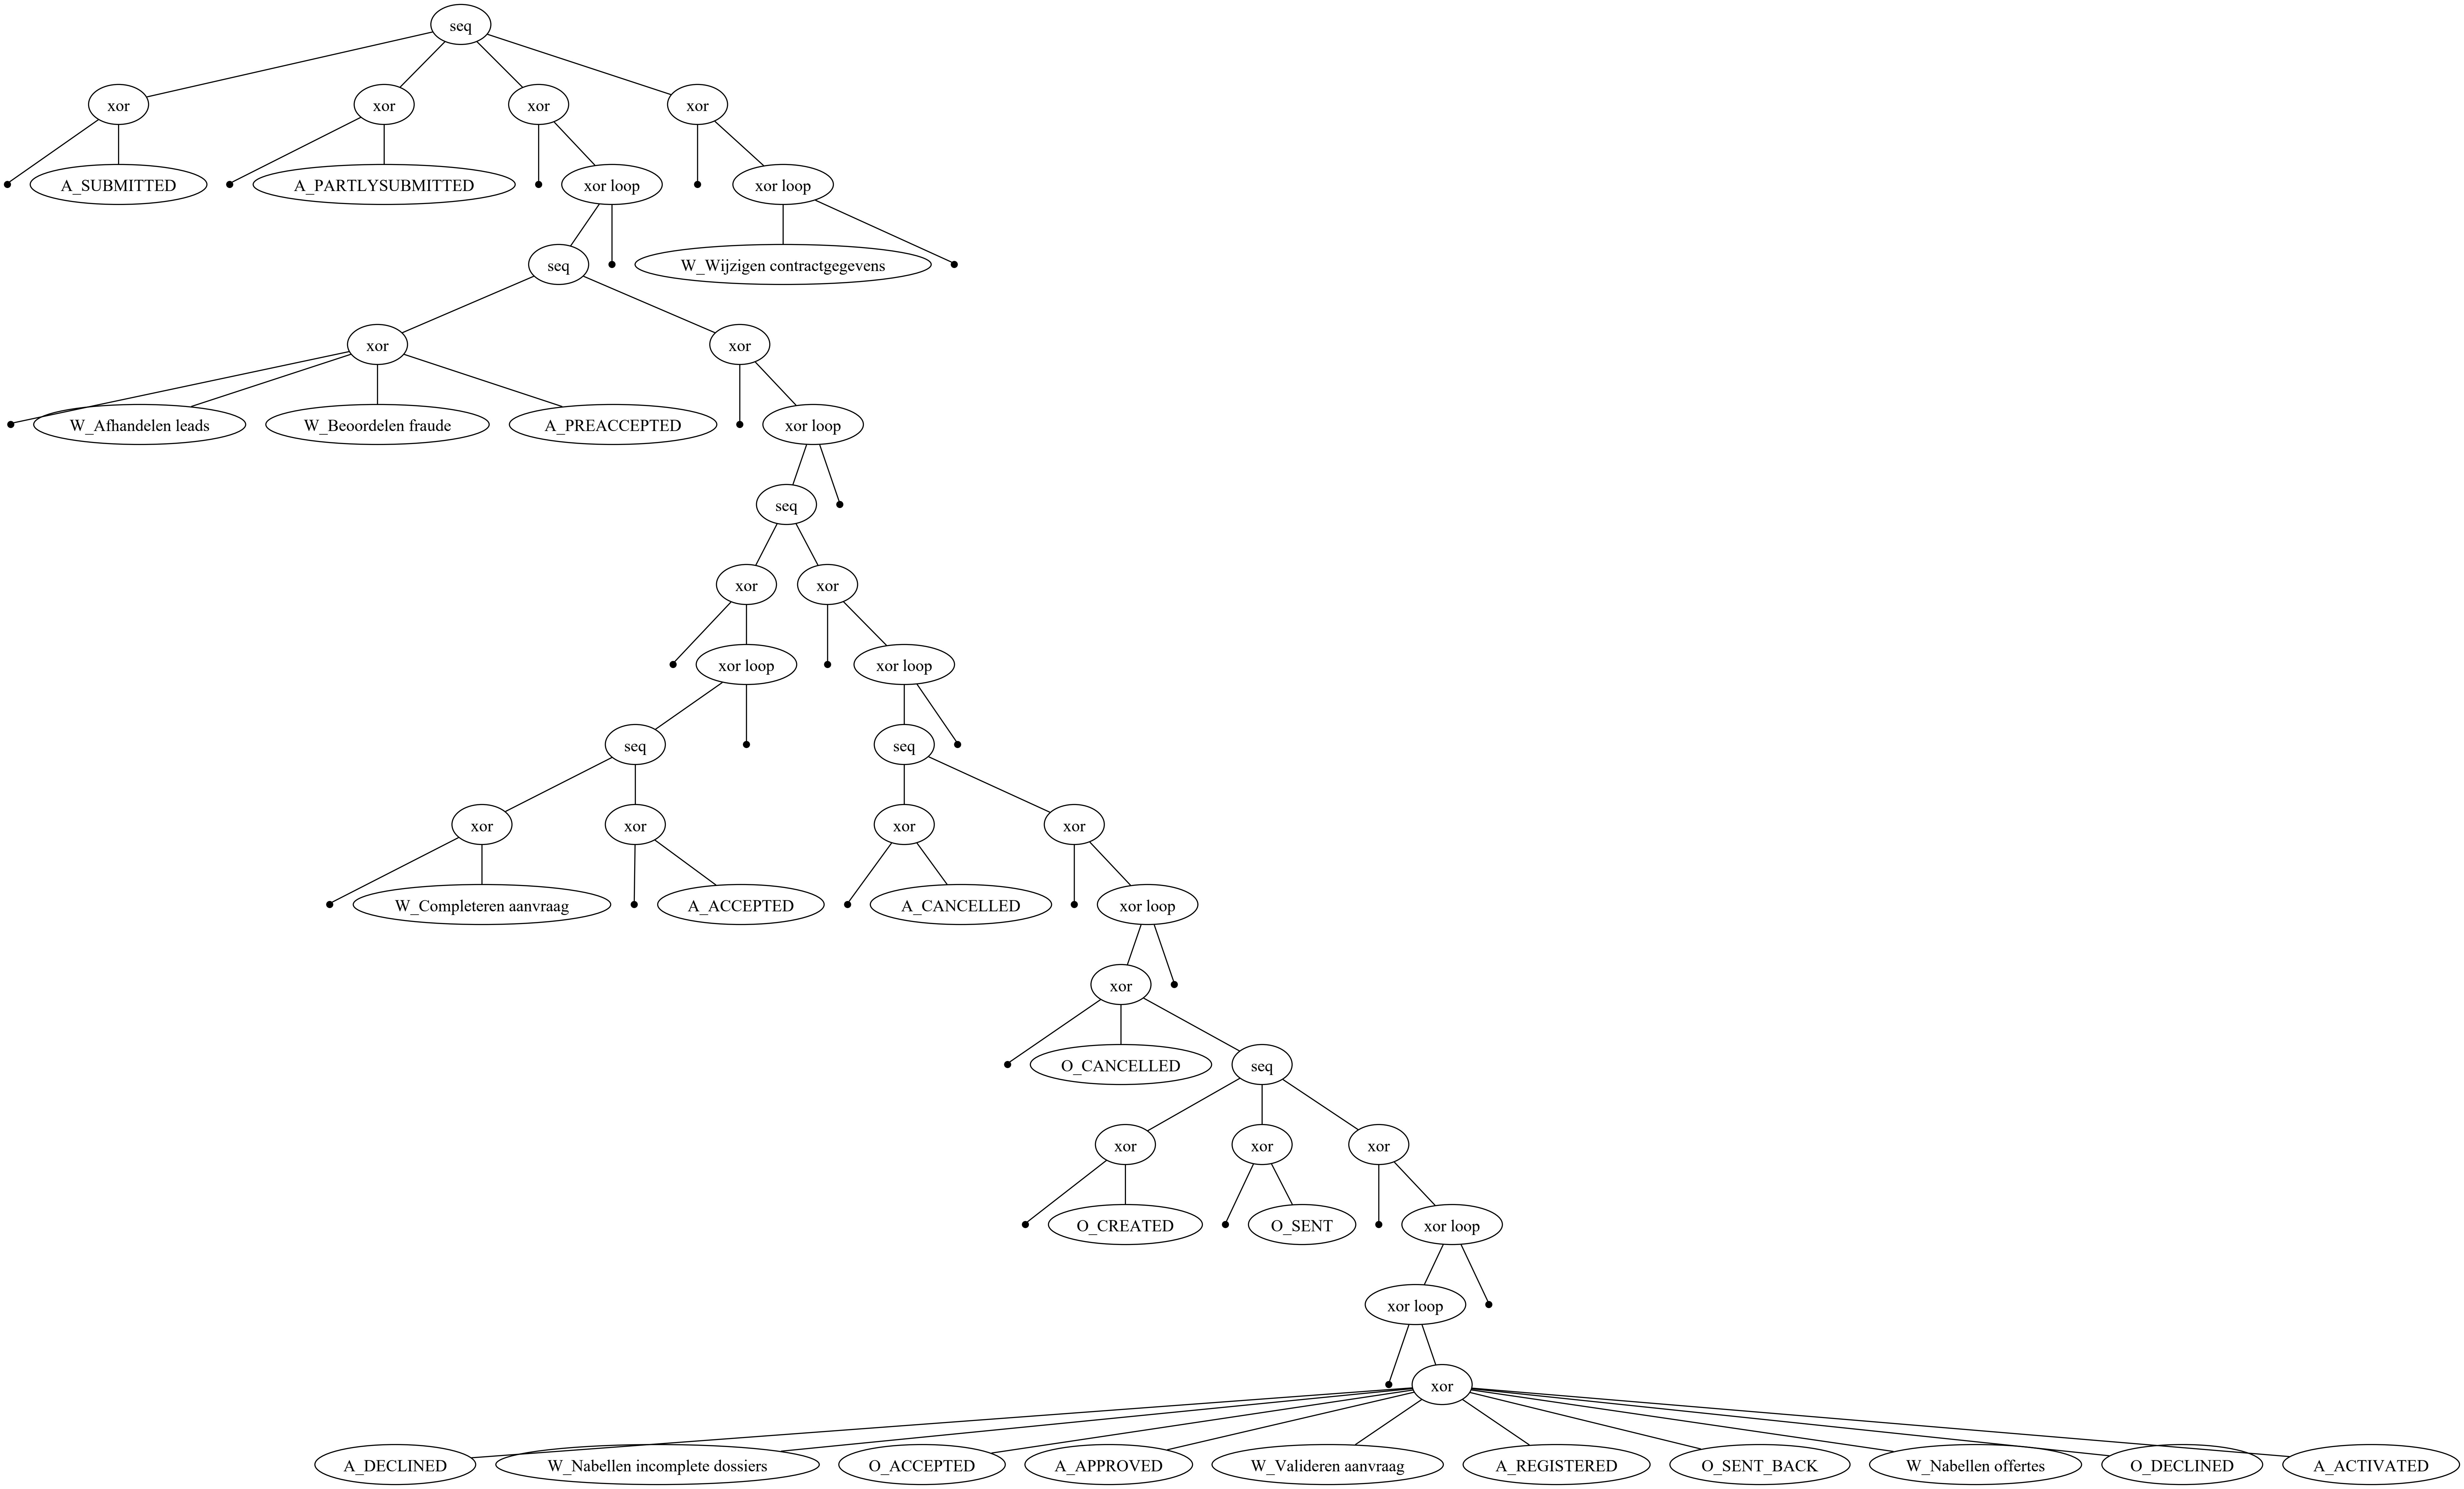 seq
xor
xor
xor
xor
A_SUBMITTED
A_PARTLYSUBMITTED
xor loop
xor loop
seq
W_Wijzigen contractgegevens
xor
xor
W_Afhandelen leads
W_Beoordelen fraude
A_PREACCEPTED
xor loop
seq
xor
xor
xor loop
xor loop
seq
seq
xor
xor
xor
xor
W_Completeren aanvraag
A_ACCEPTED
A_CANCELLED
xor loop
xor
O_CANCELLED
seq
xor
xor
xor
O_CREATED
O_SENT
xor loop
xor loop
xor
A_DECLINED
W_Nabellen incomplete dossiers
O_ACCEPTED
A_APPROVED
W_Valideren aanvraag
A_REGISTERED
O_SENT_BACK
W_Nabellen offertes
O_DECLINED
A_ACTIVATED